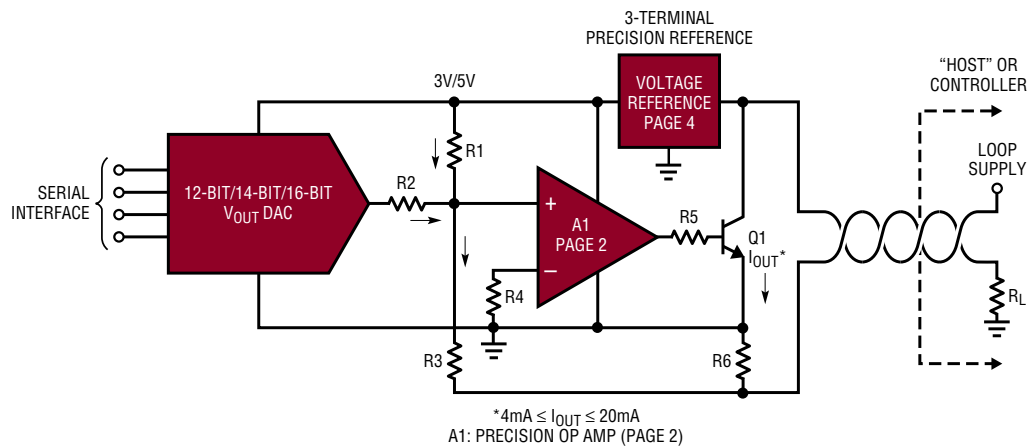 3-TERMINAL
PRECISION REFERENCE
"HOST" OR
CONTROLLER
3V/5V
VOLTAGE
REFERENCE
PAGE 4
R1
LOOP
SUPPLY
SERIAL
INTERFACE
12-BIT/14-BIT/16-BIT
VOUT DAC
R2
+
A1
PAGE 2
–
R5
Q1
IOUT*
R4
RL
R3
R6
*4mA ≤ IOUT ≤ 20mA
A1: PRECISION OP AMP (PAGE 2)